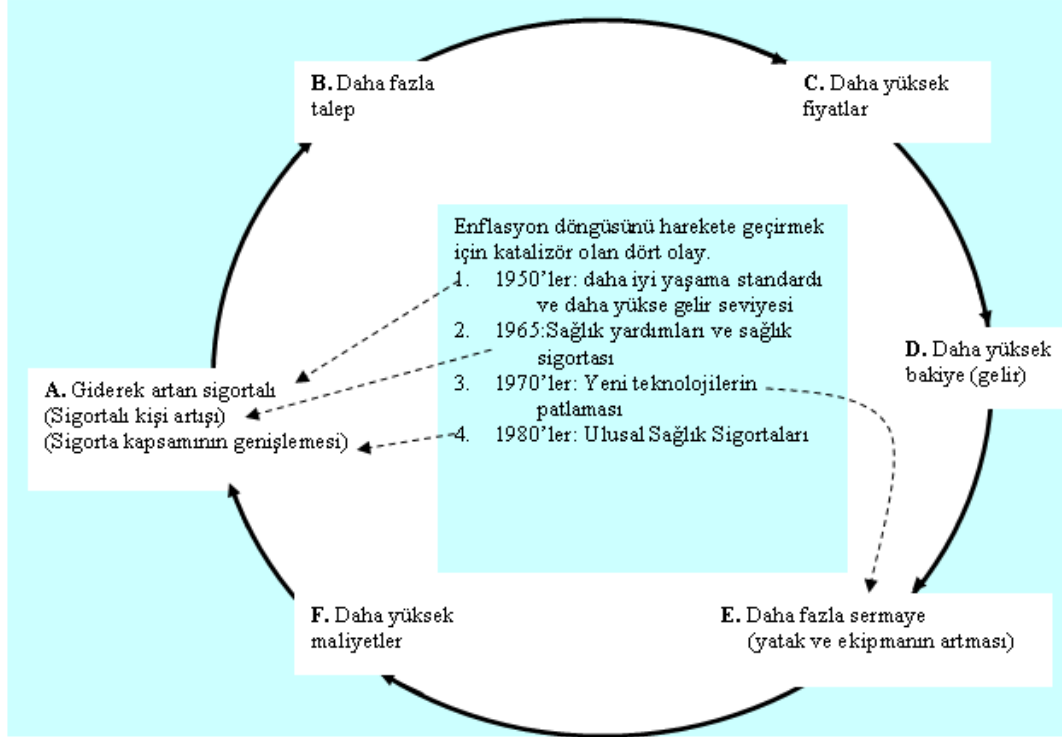 B. Daha fazla
talep
C. Daha yüksek
fiyatlar
Enflasyon döngüsünü harekete geçirmek
için katalizör olan dört olay.
1. 1950'ler: daha iyi yaşama standardı
ve daha yükse gelir seviyesi
2. 1965:Sağlık yardımları ve sağlık
sigortası
3. 1970'ler: Yeni teknolojilerin
patlaması
4. 1980'ler: Ulusal Sağlık Sigortaları
D. Daha yüksek
bakiye (gelir)
A. Giderek artan sigortalı
(Sigortalı kişi artışı)
(Sigorta kapsamının genişlemesi)
F. Daha yüksek
maliyetler
E. Daha fazla sermaye
(yatak ve ekipmanın artması)